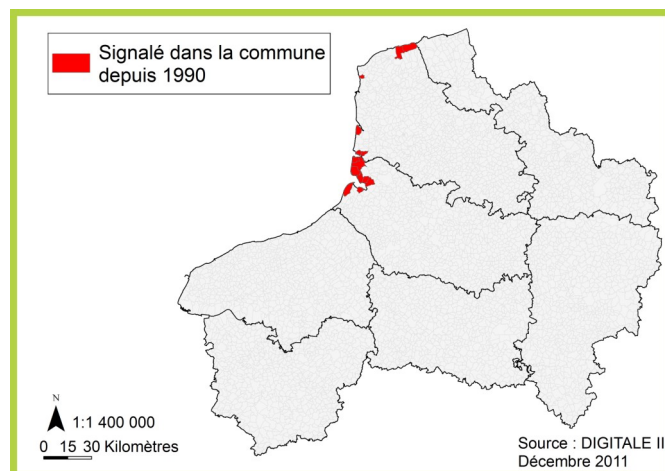 Signalé dans la commune
depuis 1990
N
1:1 400 000
0 15 30 Kilomètres
Source : DIGITALE II
Décembre 2011